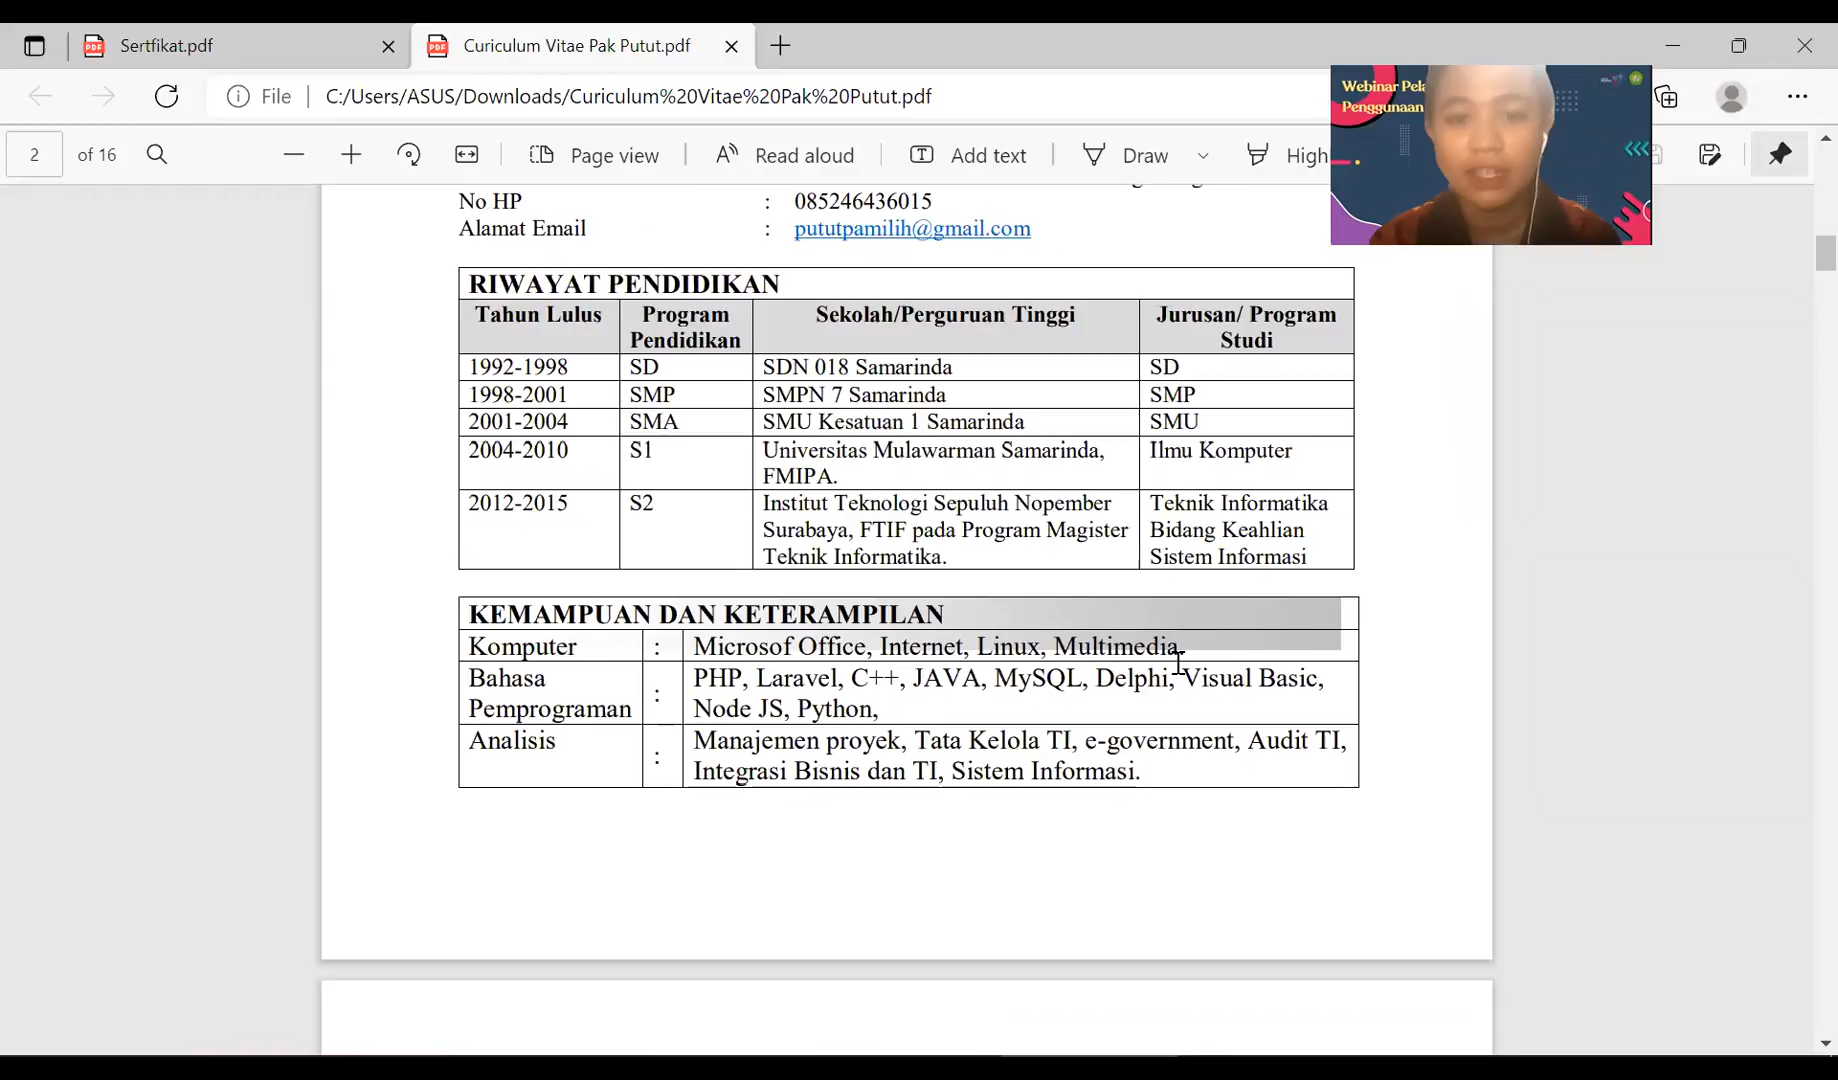 Sertfikat.pdf
Curiculum Vitae Pak Putut.pdf
File
C:/Users/ASUS/Downloads/Curiculum%20Vitae%20Pak%20Putut.pdf
Webinar Pela
Penggunaan
2 of 16
Page view
Read aloud
Add text
Draw
High
No HP : 085246436015
Alamat Email : pututpamilih@gmail.com
RIWAYAT PENDIDIKAN
Tahun Lulus Program Sekolah/Perguruan Tinggi Jurusan/ Program
Pendidikan Studi
1992-1998 SD SDN 018 Samarinda SD
1998-2001 SMP SMPN 7 Samarinda SMP
2001-2004 SMA SMU Kesatuan 1 Samarinda SMU
2004-2010 S1 Universitas Mulawarman Samarinda, Ilmu Komputer
FMIPA.
2012-2015 S2 Institut Teknologi Sepuluh Nopember Teknik Informatika
Surabaya, FTIF pada Program Magister Bidang Keahlian
Teknik Informatika. Sistem Informasi
KEMAMPUAN DAN KETERAMPILAN
Komputer : Microsof Office, Internet, Linux, Multimedia.
Bahasa : PHP, Laravel, C++, JAVA, MySQL, Delphi, Visual Basic,
Pemprograman Node JS, Python,
Analisis : Manajemen proyek, Tata Kelola TI, e-government, Audit TI,
Integrasi Bisnis dan TI, Sistem Informasi.